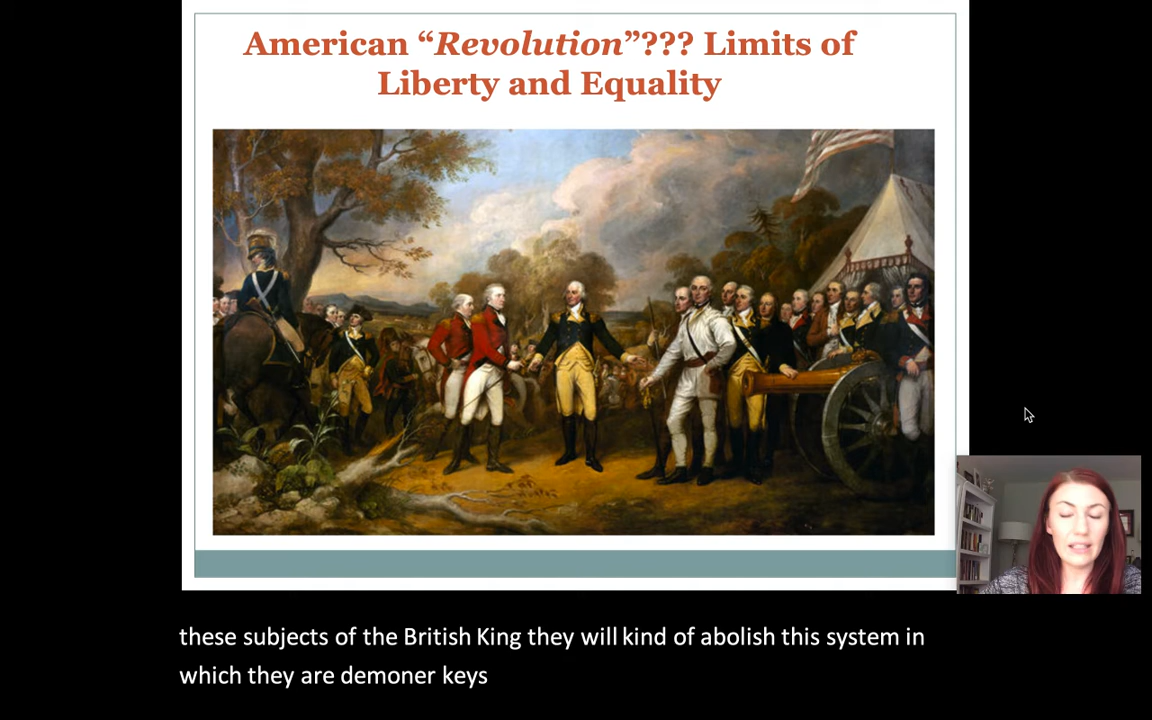 American “Revolution”??? Limits of
Liberty and Equality
these subjects of the British King they will kind of abolish this system in
which they are demoner keys